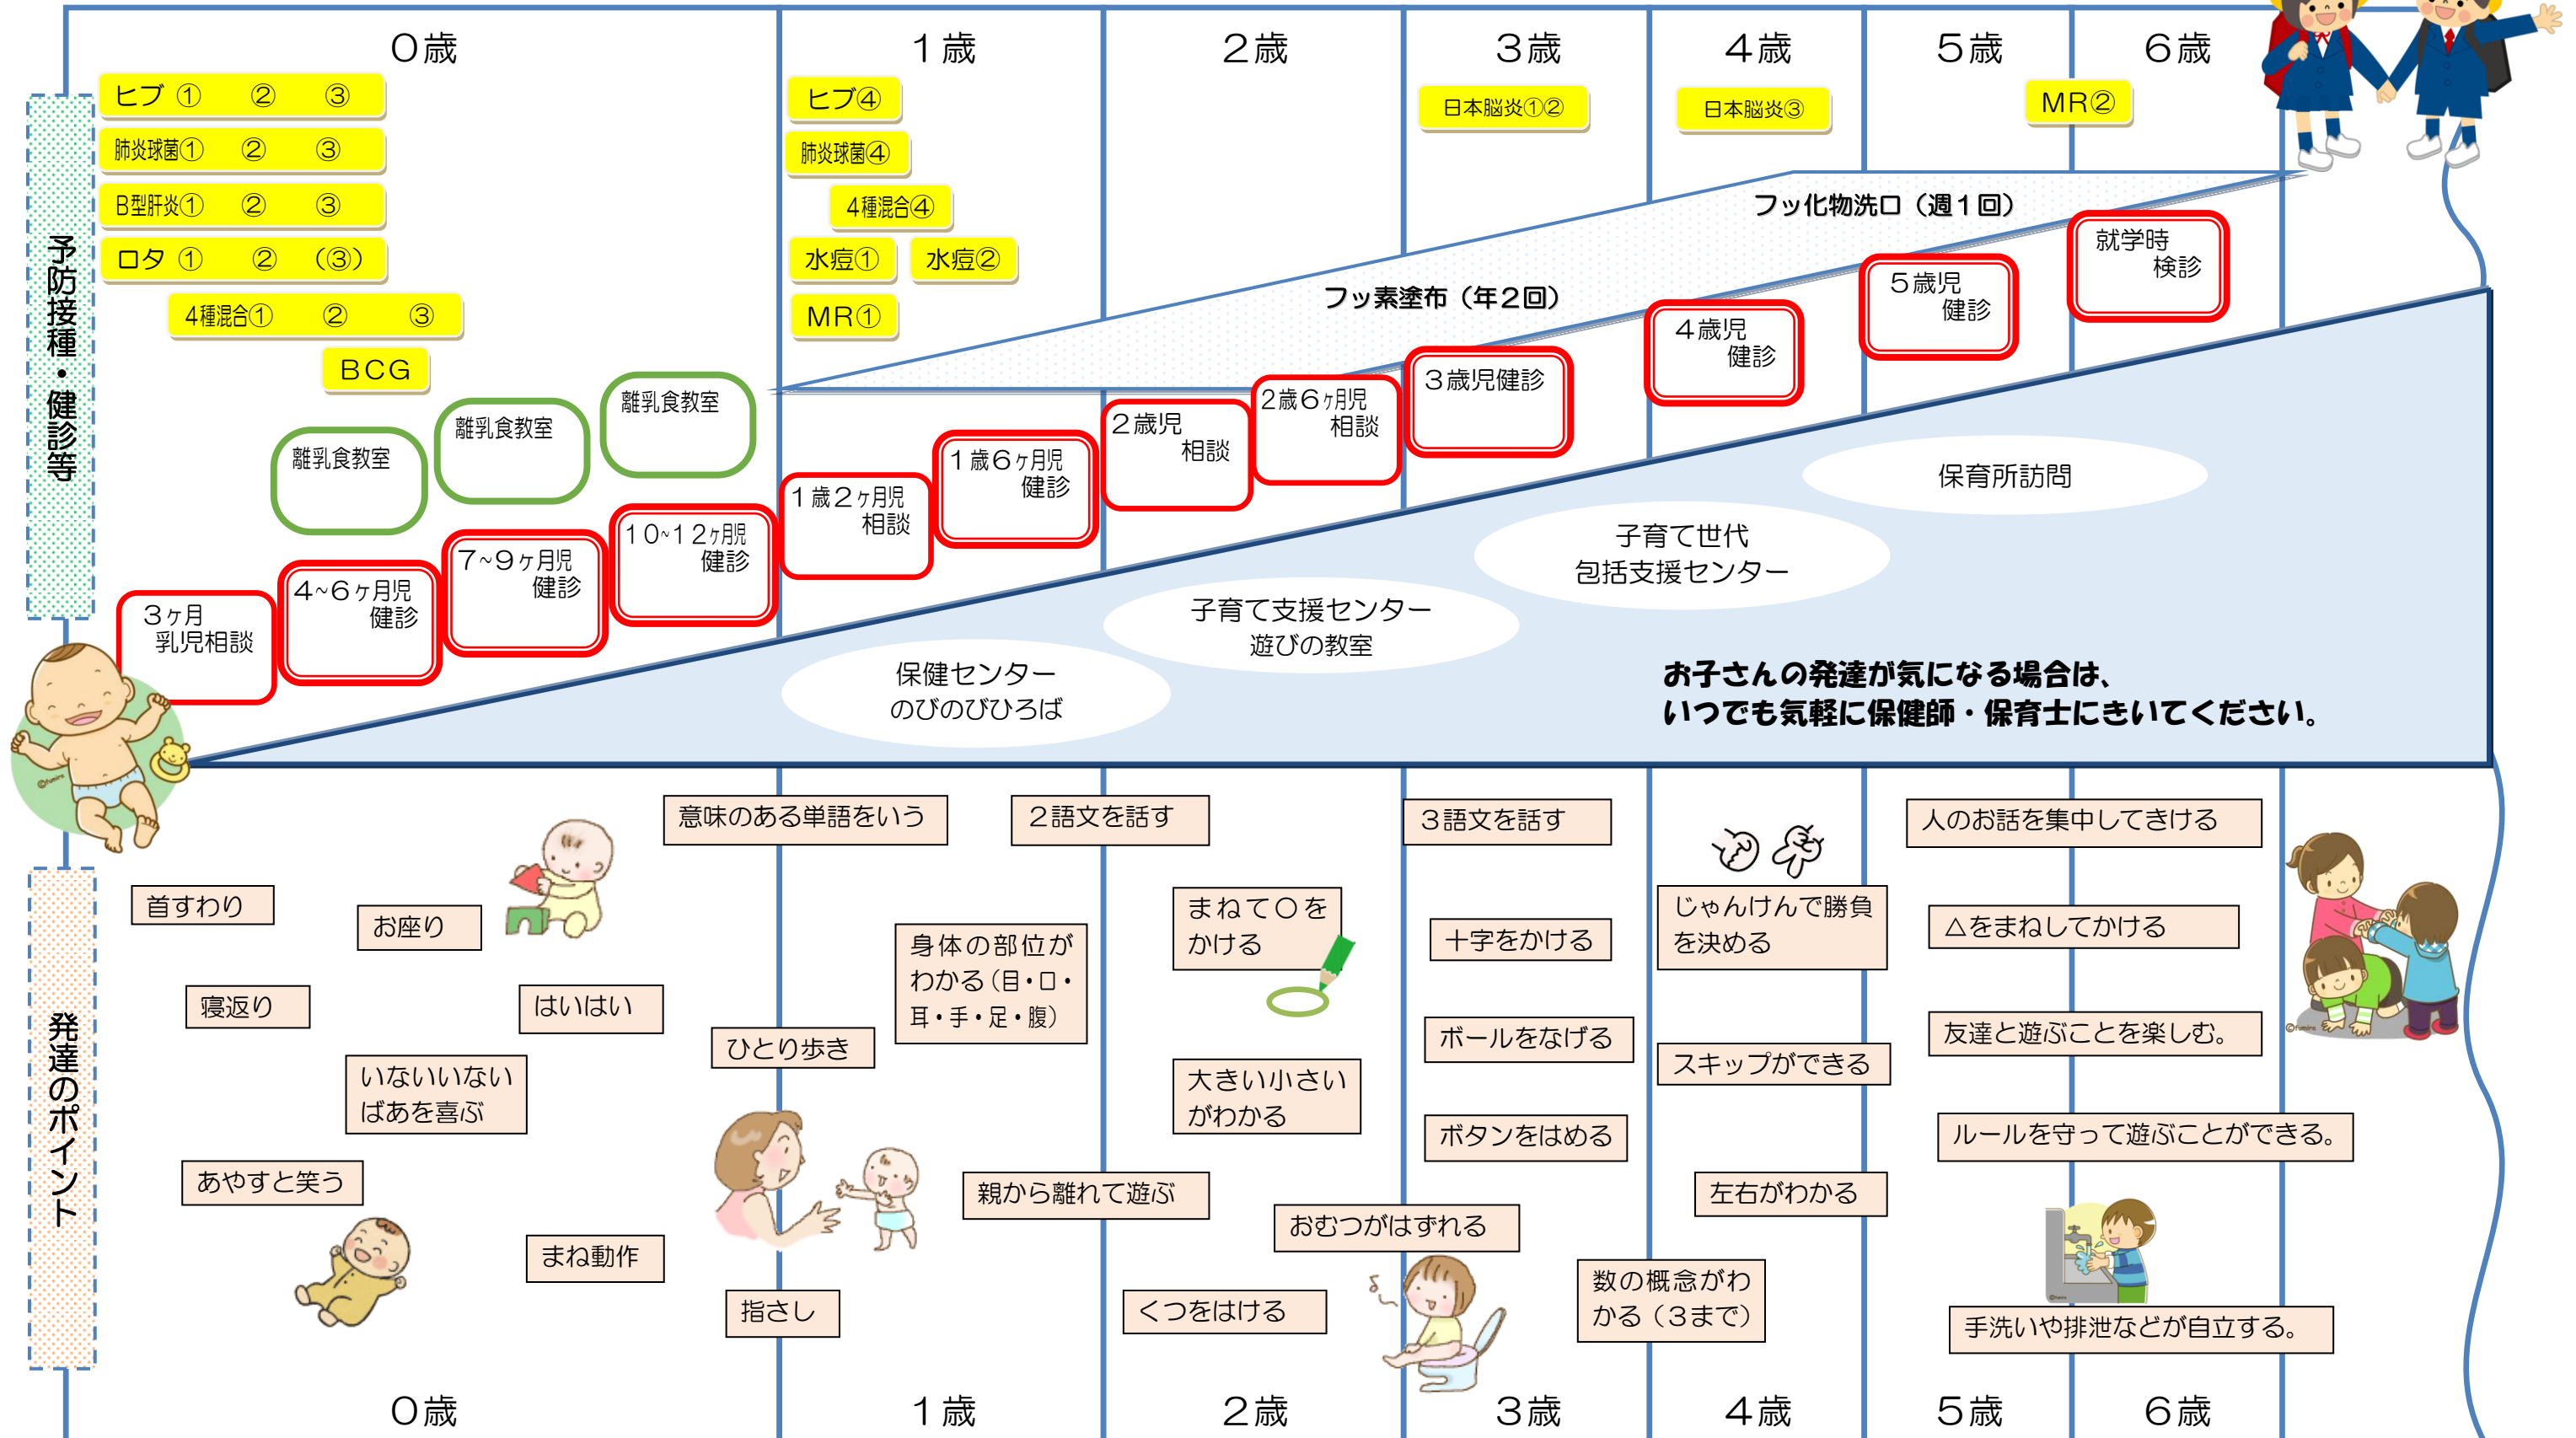 0歳
1歳
2歳
3歳
4歳
5歳
6歳
予防接種・健診等
ヒブ ① ② ③
肺炎球菌① ② ③
B型肝炎① ② ③
ロタ ① ② (③)
4種混合① ② ③
BCG
ヒブ④
肺炎球菌④
4種混合④
水痘①
水痘②
MR①
日本脳炎①②
日本脳炎③
MR②
フッ化物洗口（週1回）
フッ素塗布（年2回）
離乳食教室
離乳食教室
離乳食教室
3ヶ月
乳児相談
4~6ヶ月児
健診
7~9ヶ月児
健診
10~12ヶ月児
健診
1歳2ヶ月児
相談
1歳6ヶ月児
健診
2歳児
相談
2歳6ヶ月児
相談
3歳児健診
4歳児
健診
5歳児
健診
就学時
検診
保健センター
のびのびひろば
子育て支援センター
遊びの教室
子育て世代
包括支援センター
保育所訪問
お子さんの発達が気になる場合は、
いつでも気軽に保健師・保育士にきいてください。
発達のポイント
首すわり
お座り
寝返り
はいはい
いないいない
ばあを喜ぶ
あやすと笑う
まね動作
意味のある単語をいう
ひとり歩き
指さし
身体の部位が
わかる（目・口・
耳・手・足・腹）
2語文を話す
親から離れて遊ぶ
まねて〇を
かける
大きい小さい
がわかる
おむつがはずれる
くつをはける
3語文を話す
十字をかける
ボールをなげる
ボタンをはめる
数の概念がわ
かる（3まで）
じゃんけんで勝負
を決める
スキップができる
左右がわかる
人のお話を集中してきける
△をまねしてかける
友達と遊ぶことを楽しむ。
ルールを守って遊ぶことができる。
手洗いや排泄などが自立する。
0歳
1歳
2歳
3歳
4歳
5歳
6歳